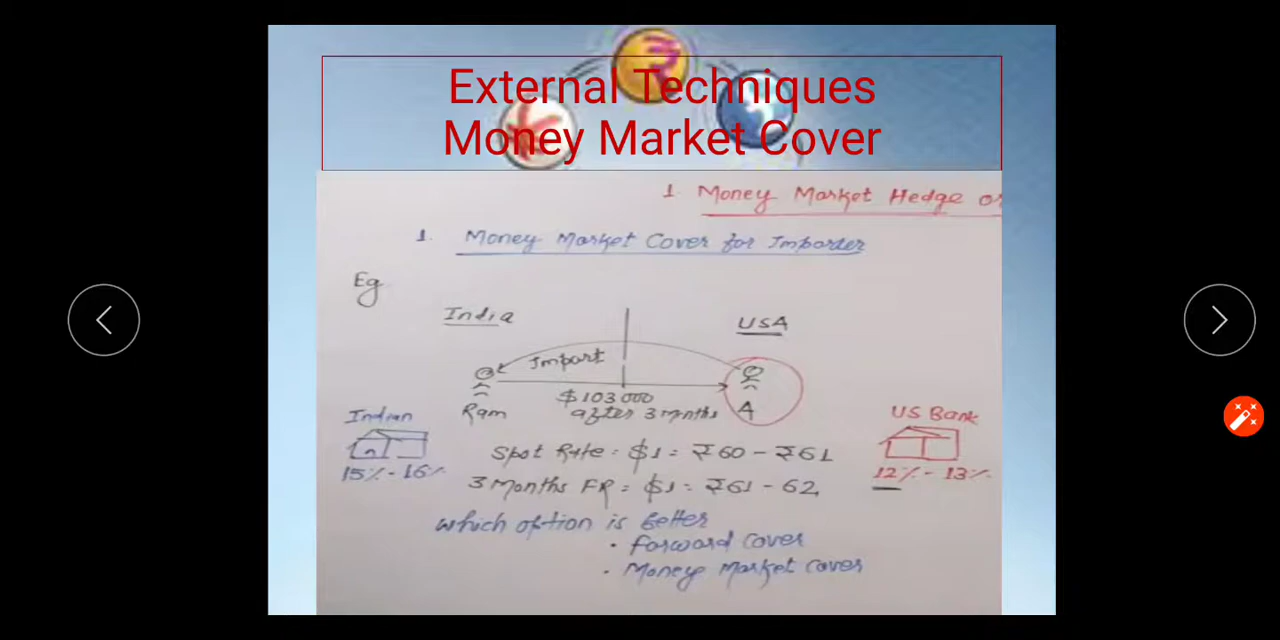 External Techniques
Money Market Cover
1 Money Market Hedge or
1. Money Market Cover for Importer
Eg
India
USA
Import
$103000
after 3 Months
Ram
A
Indian
US Bank
15%-16%
12%-13%
Spot Rate = $1 = ₹60 - ₹61
3 Months FR = $1 = ₹61 - 62
which option is better
• Forward cover
• Money Market Cover